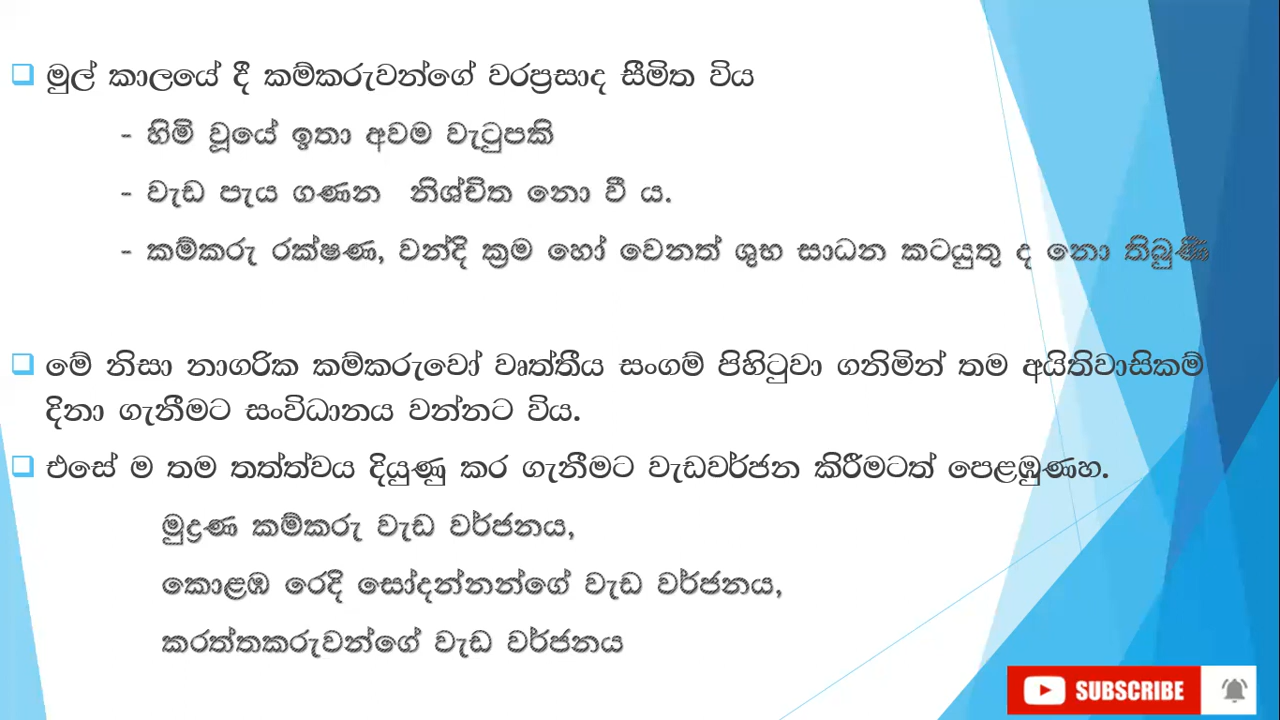 මුල් කාලයේ දී කම්කරුවන්ගේ වරප්‍රසාද සීමිත විය
- හිමි වූයේ ඉතා අවම වැටුපකි
- වැඩ පැය ගණන නිශ්චිත නො වී ය.
- කම්කරු රක්ෂණ, වන්දි ක්‍රම හෝ වෙනත් ශුභ සාධන කටයුතු ද නො තිබුණි
මේ නිසා නාගරික කම්කරුවෝ වෘත්තීය සංගම් පිහිටුවා ගනිමින් තම අයිතිවාසිකම්
දිනා ගැනීමට සංවිධානය වන්නට විය.
එසේ ම තම තත්ත්වය දියුණු කර ගැනීමට වැඩවර්ජන කිරීමටත් පෙළඹුණහ.
මුද්‍රණ කම්කරු වැඩ වර්ජනය,
කොළඹ රෙදි සෝදන්නන්ගේ වැඩ වර්ජනය,
කරත්තකරුවන්ගේ වැඩ වර්ජනය
SUBSCRIBE